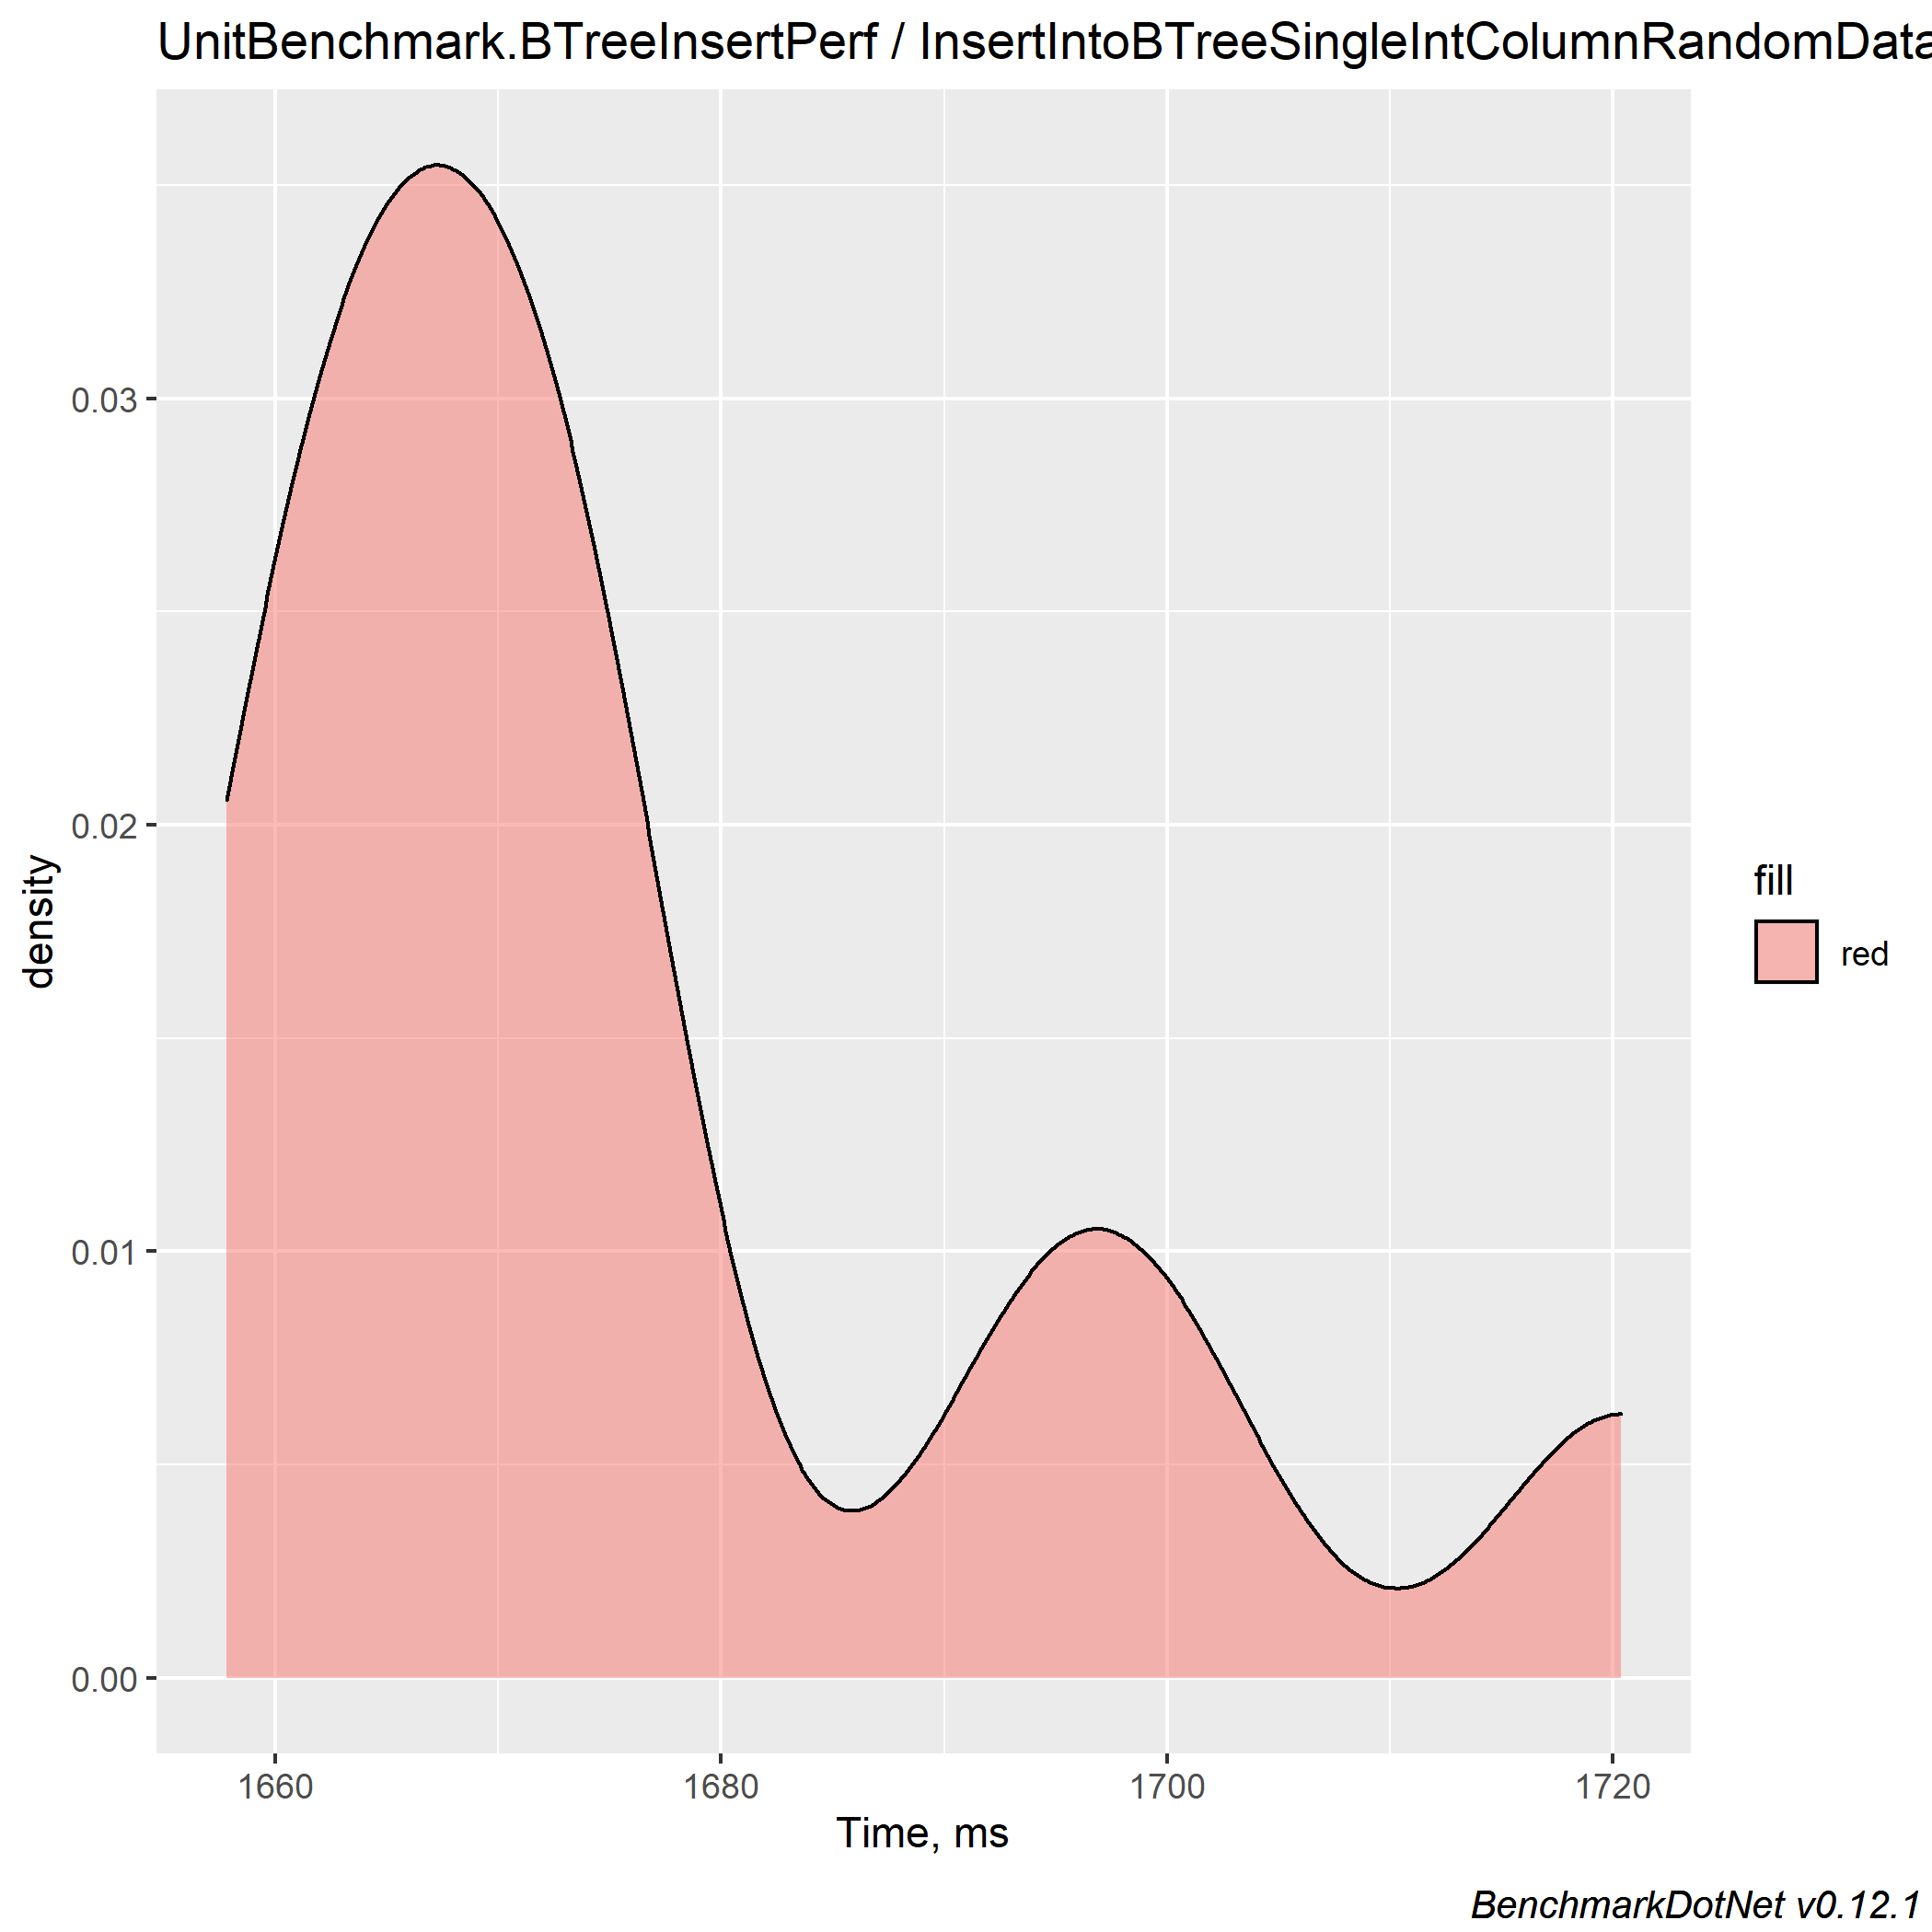 UnitBenchmark.BTreeInsertPerf / InsertIntoBTreeSingleIntColumnRandomData
density
0.03
0.02
0.01
0.00
1660 1680 1700 1720
Time, ms
fill
red
BenchmarkDotNet v0.12.1